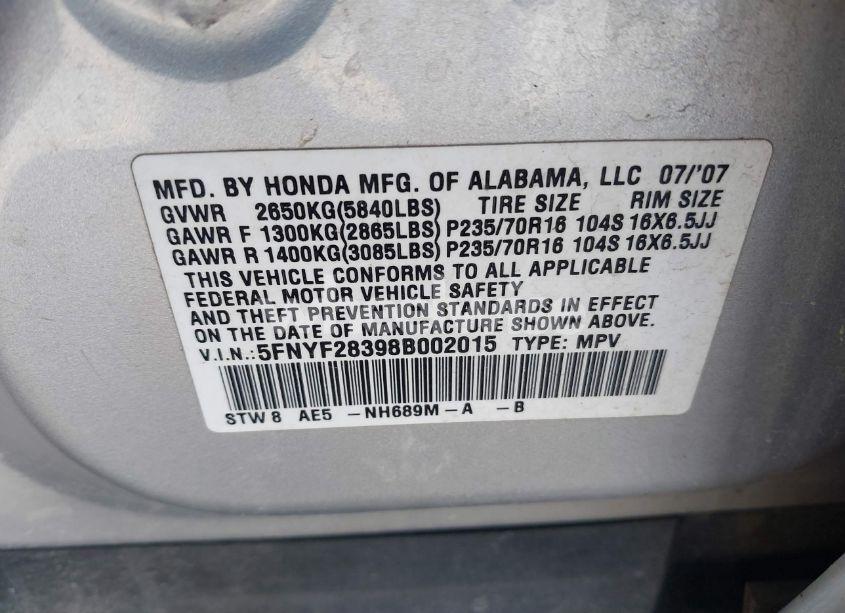 MFD. BY HONDA MFG. OF ALABAMA, LLC 07/'07
GVWR 2650KG(5840LBS) TIRE SIZE RIM SIZE
GAWR F 1300KG(2865LBS) P235/70R16 104S 16X6.5JJ
GAWR R 1400KG(3085LBS) P235/70R16 104S 16X6.5JJ
THIS VEHICLE CONFORMS TO ALL APPLICABLE
FEDERAL MOTOR VEHICLE SAFETY
AND THEFT PREVENTION STANDARDS IN EFFECT
ON THE DATE OF MANUFACTURE SHOWN ABOVE.
V.I.N.: 5FNYF28398B002015 TYPE: MPV
STW 8 AE5 -NH689M-A -B